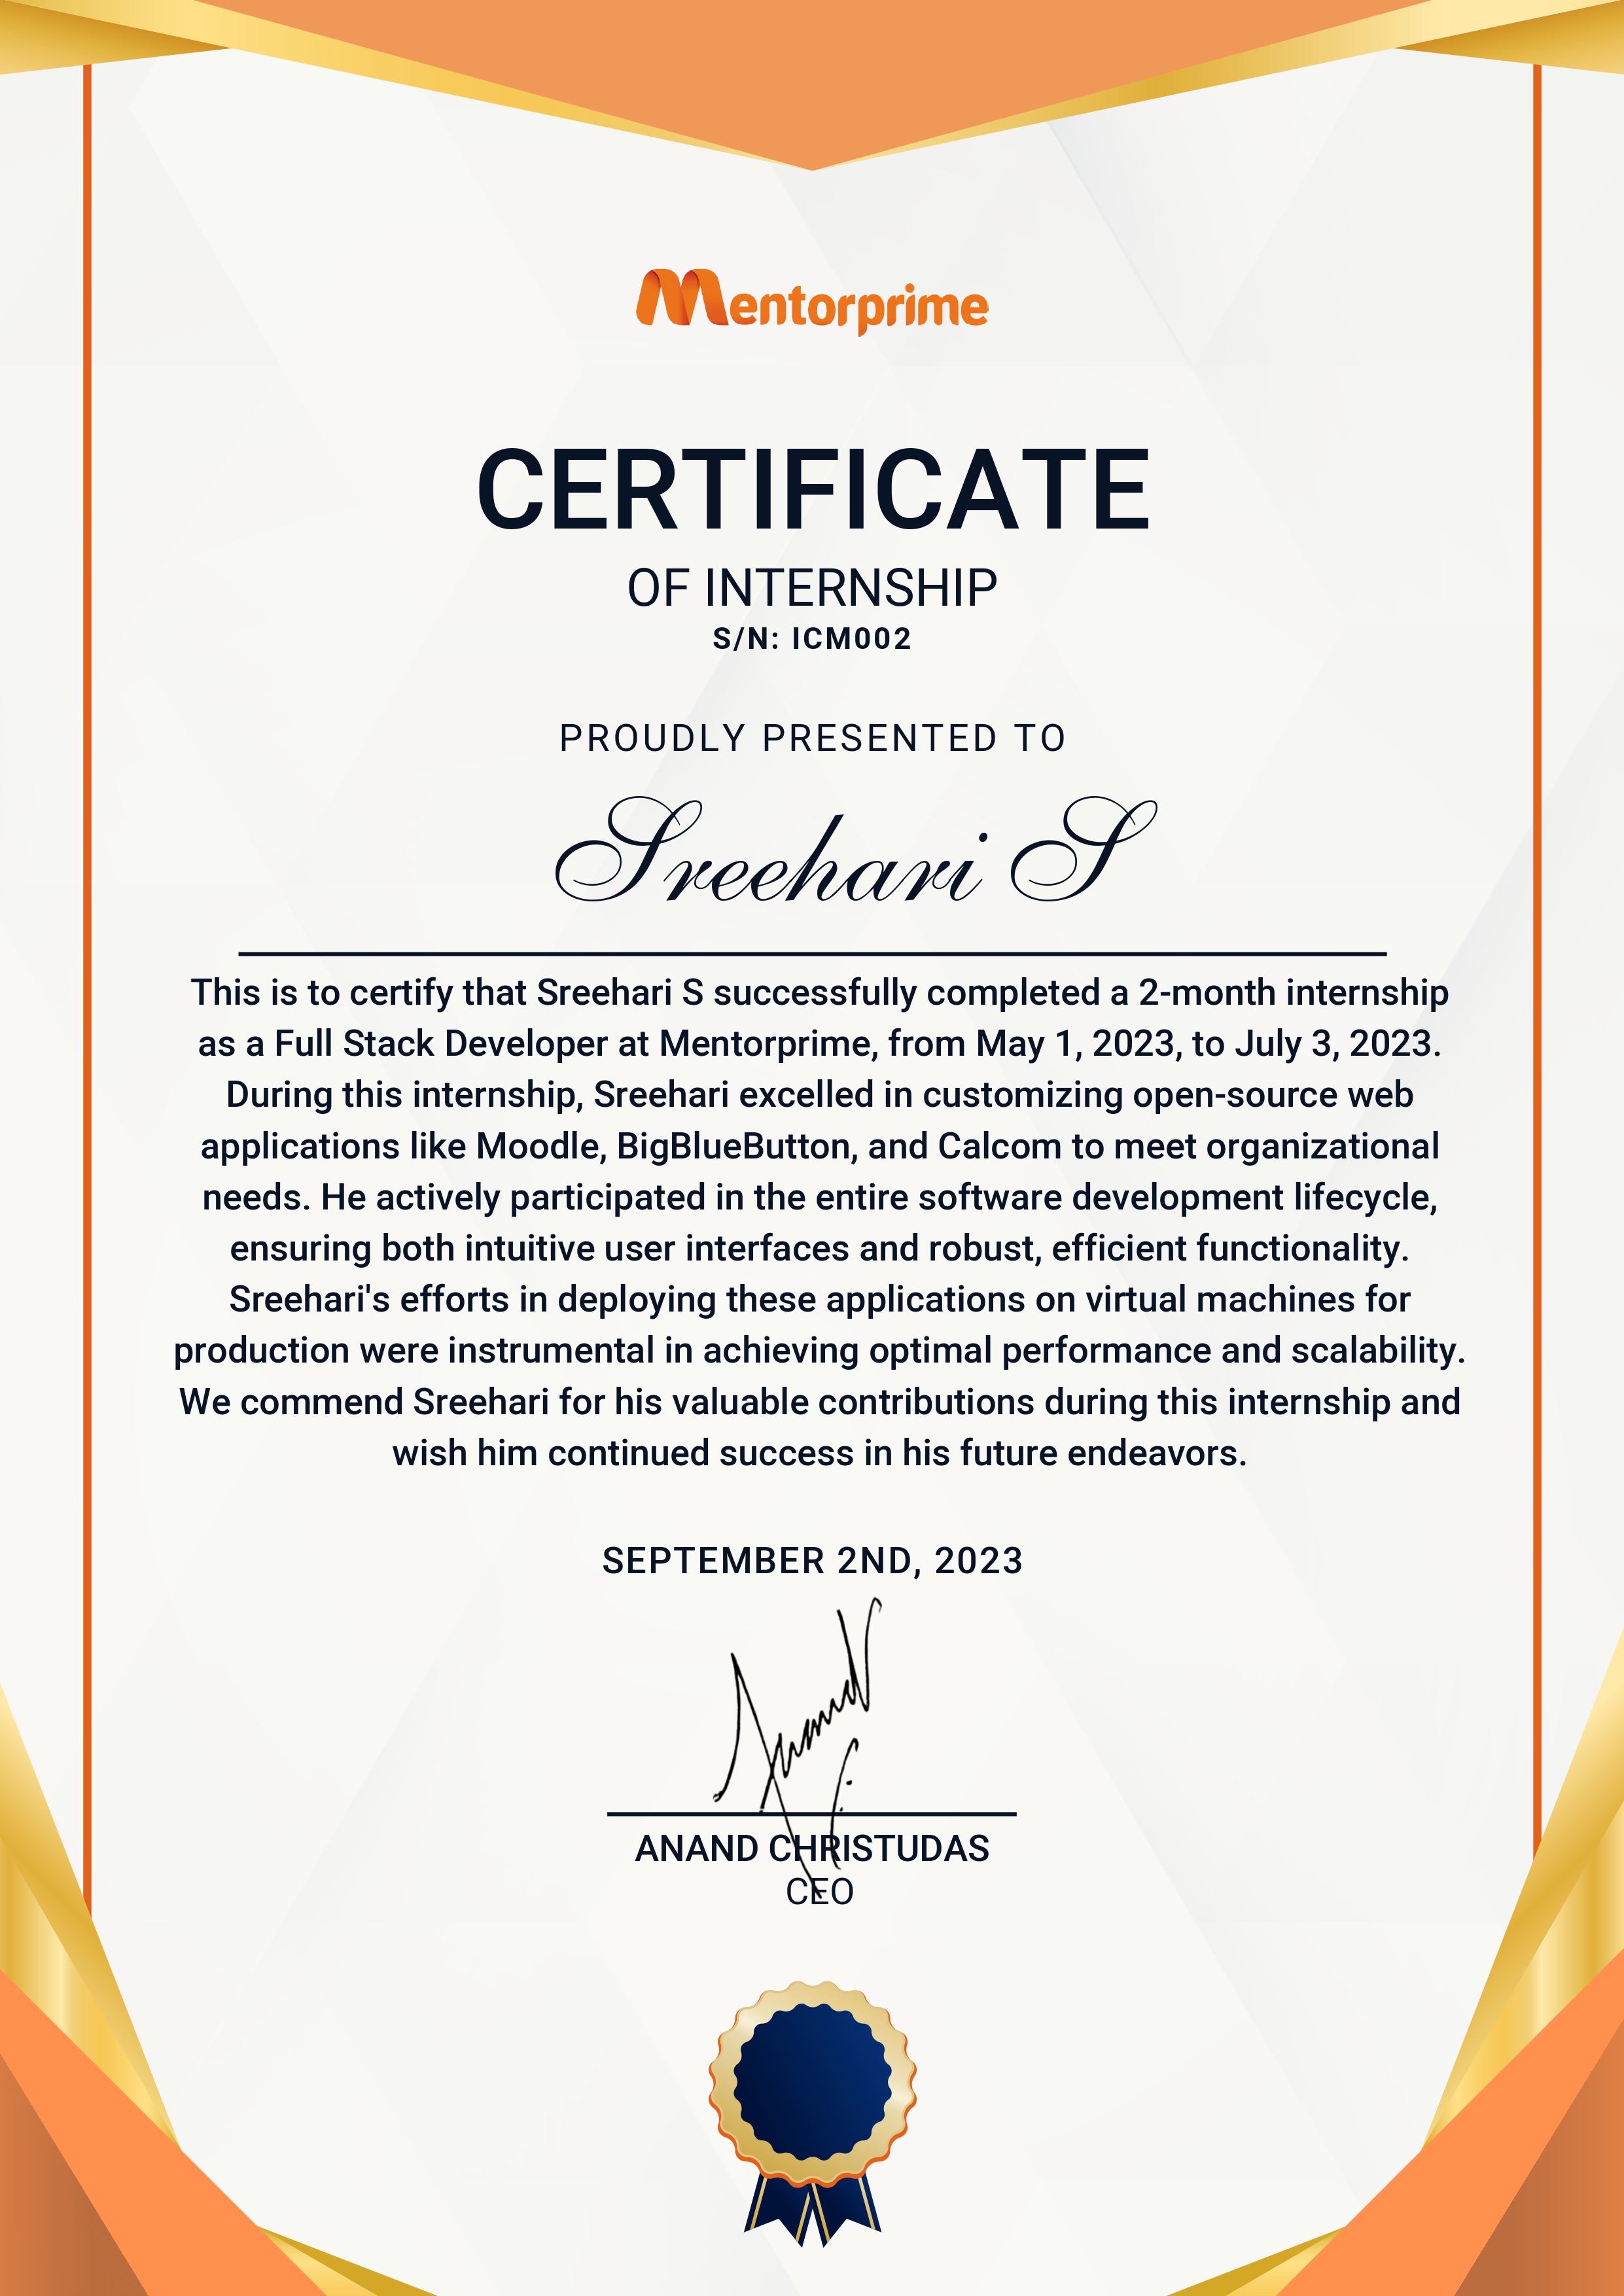 Mentorprime
CERTIFICATE
OF INTERNSHIP
S/N: ICM002
PROUDLY PRESENTED TO
Sreehari S
This is to certify that Sreehari S successfully completed a 2-month internship
as a Full Stack Developer at Mentorprime, from May 1, 2023, to July 3, 2023.
During this internship, Sreehari excelled in customizing open-source web
applications like Moodle, BigBlueButton, and Calcom to meet organizational
needs. He actively participated in the entire software development lifecycle,
ensuring both intuitive user interfaces and robust, efficient functionality.
Sreehari's efforts in deploying these applications on virtual machines for
production were instrumental in achieving optimal performance and scalability.
We commend Sreehari for his valuable contributions during this internship and
wish him continued success in his future endeavors.
SEPTEMBER 2ND, 2023
ANAND CHRISTUDAS
CEO